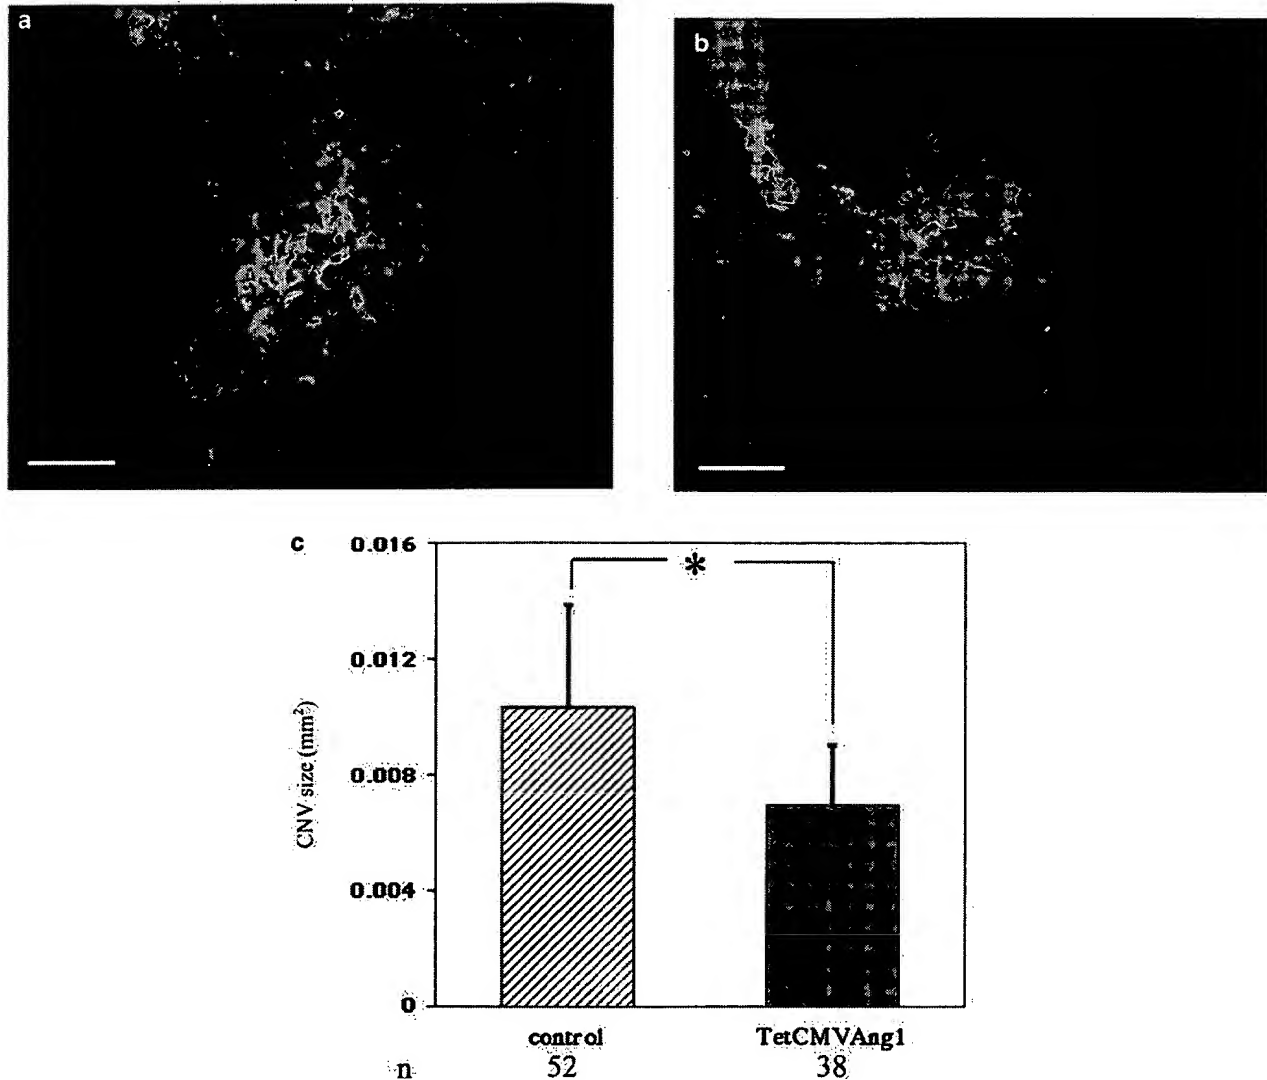 a
b
c
0.016
*
0.012
CNV size (mm²)
0.008
0.004
0
control
TetCMVAng1
n
52
38